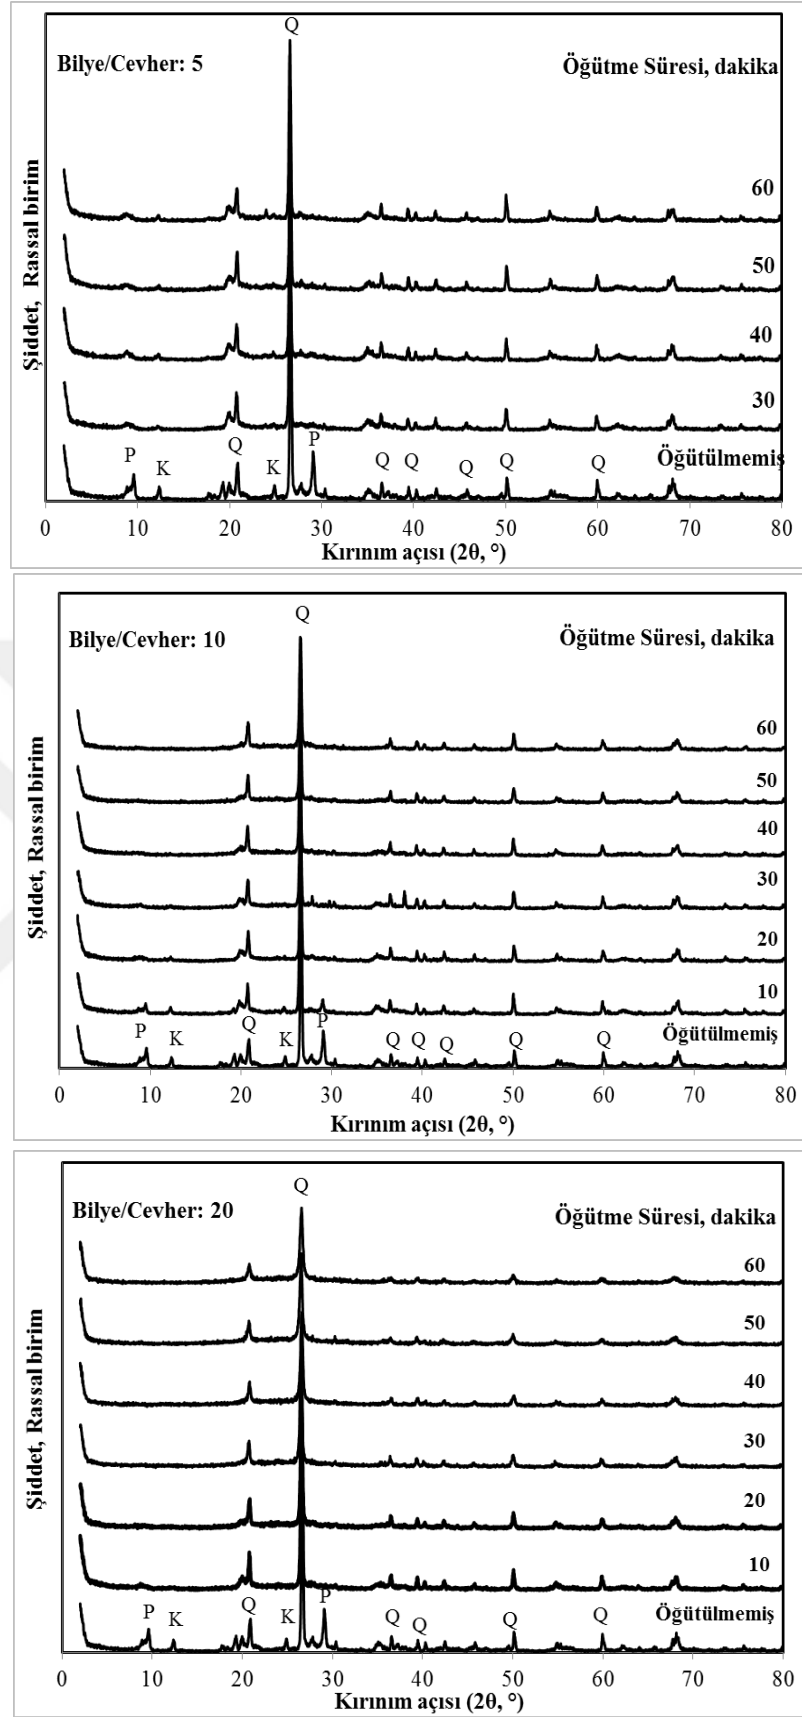 Q
Bilye/Cevher: 5
Öğütme Süresi, dakika
60
50
40
30
Öğütülmemiş
P
K
Q
K
P
Q
Q
Q
Q
Q
Şiddet, Rassal birim
0 10 20 30 40 50 60 70 80
Kırınım açısı (2θ, °)
Q
Bilye/Cevher: 10
Öğütme Süresi, dakika
60
50
40
30
20
10
Öğütülmemiş
P
K
Q
K
P
Q
Q
Q
Q
Q
Şiddet, Rassal birim
0 10 20 30 40 50 60 70 80
Kırınım açısı (2θ, °)
Q
Bilye/Cevher: 20
Öğütme Süresi, dakika
60
50
40
30
20
10
Öğütülmemiş
P
K
Q
K
P
Q
Q
Q
Q
Şiddet, Rassal birim
0 10 20 30 40 50 60 70 80
Kırınım açısı (2θ, °)